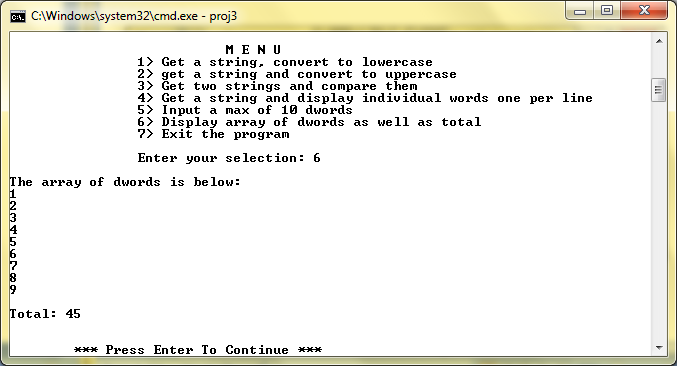 C:\Windows\system32\cmd.exe - proj3
M E N U
1> Get a string, convert to lowercase
2> get a string and convert to uppercase
3> Get two strings and compare them
4> Get a string and display individual words one per line
5> Input a max of 10 dwords
6> Display array of dwords as well as total
7> Exit the program
Enter your selection: 6
The array of dwords is below:
1
2
3
4
5
6
7
8
9
Total: 45
*** Press Enter To Continue ***